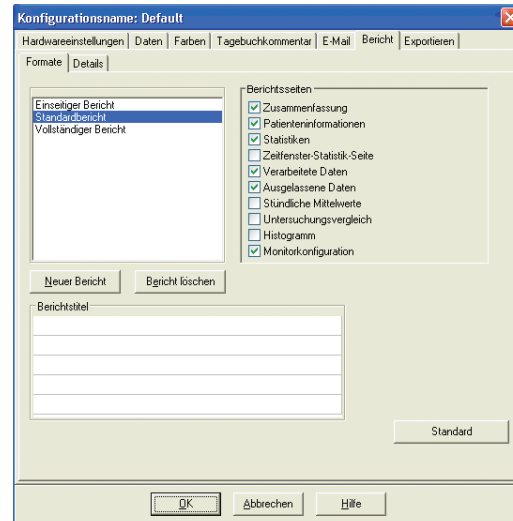 Konfigurationsname: Default
Hardwareeinstellungen Daten Farben Tagebuchkommentar E-Mail Bericht Exportieren
Formate Details
Einseitiger Bericht
Standardbericht
Vollständiger Bericht
Berichtsseiten
Zusammenfassung
Patienteninformationen
Statistiken
Zeitfenster-Statistik-Seite
Verarbeitete Daten
Ausgelassene Daten
Stündliche Mittelwerte
Untersuchungsvergleich
Histogramm
Monitorkonfiguration
Neuer Bericht Bericht löschen
Berichtstitel
Standard
OK Abbrechen Hilfe